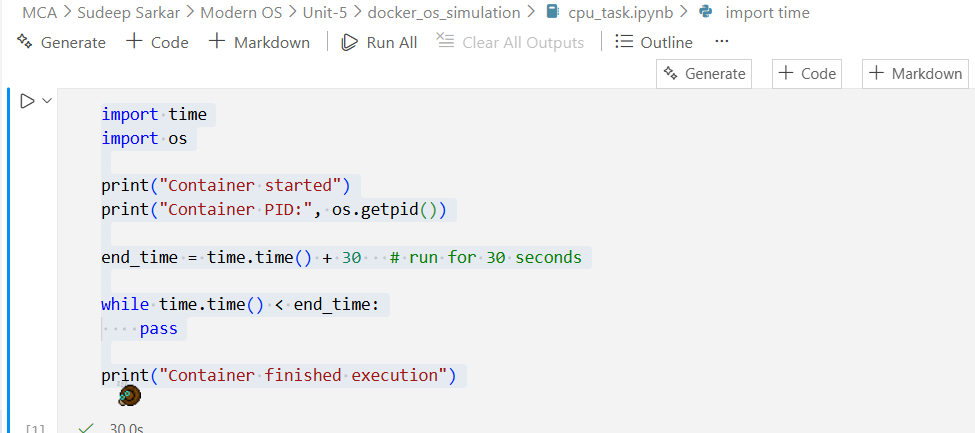 MCA > Sudeep Sarkar > Modern OS > Unit-5 > docker_os_simulation > cpu_task.ipynb > import time
Generate + Code + Markdown Run All Clear All Outputs Outline ...
Generate + Code + Markdown
import time
import os
print("Container started")
print("Container PID:", os.getpid())
end_time = time.time() + 30   # run for 30 seconds
while time.time() < end_time:
    pass
print("Container finished execution")
[1] 30.0s